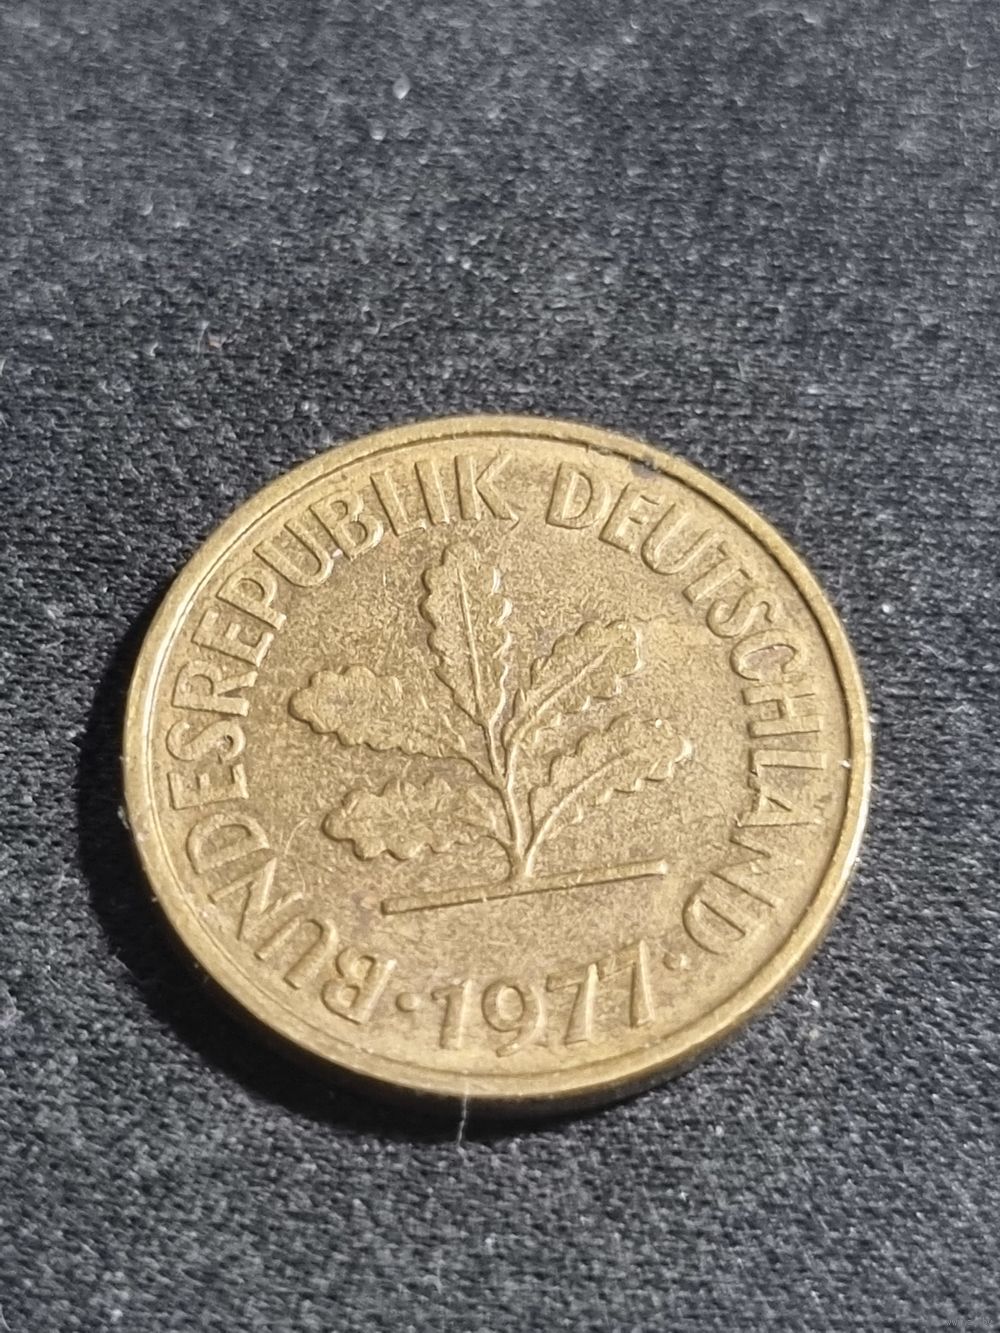 BUNDESREPUBLIK DEUTSCHLAND
· 1977 ·